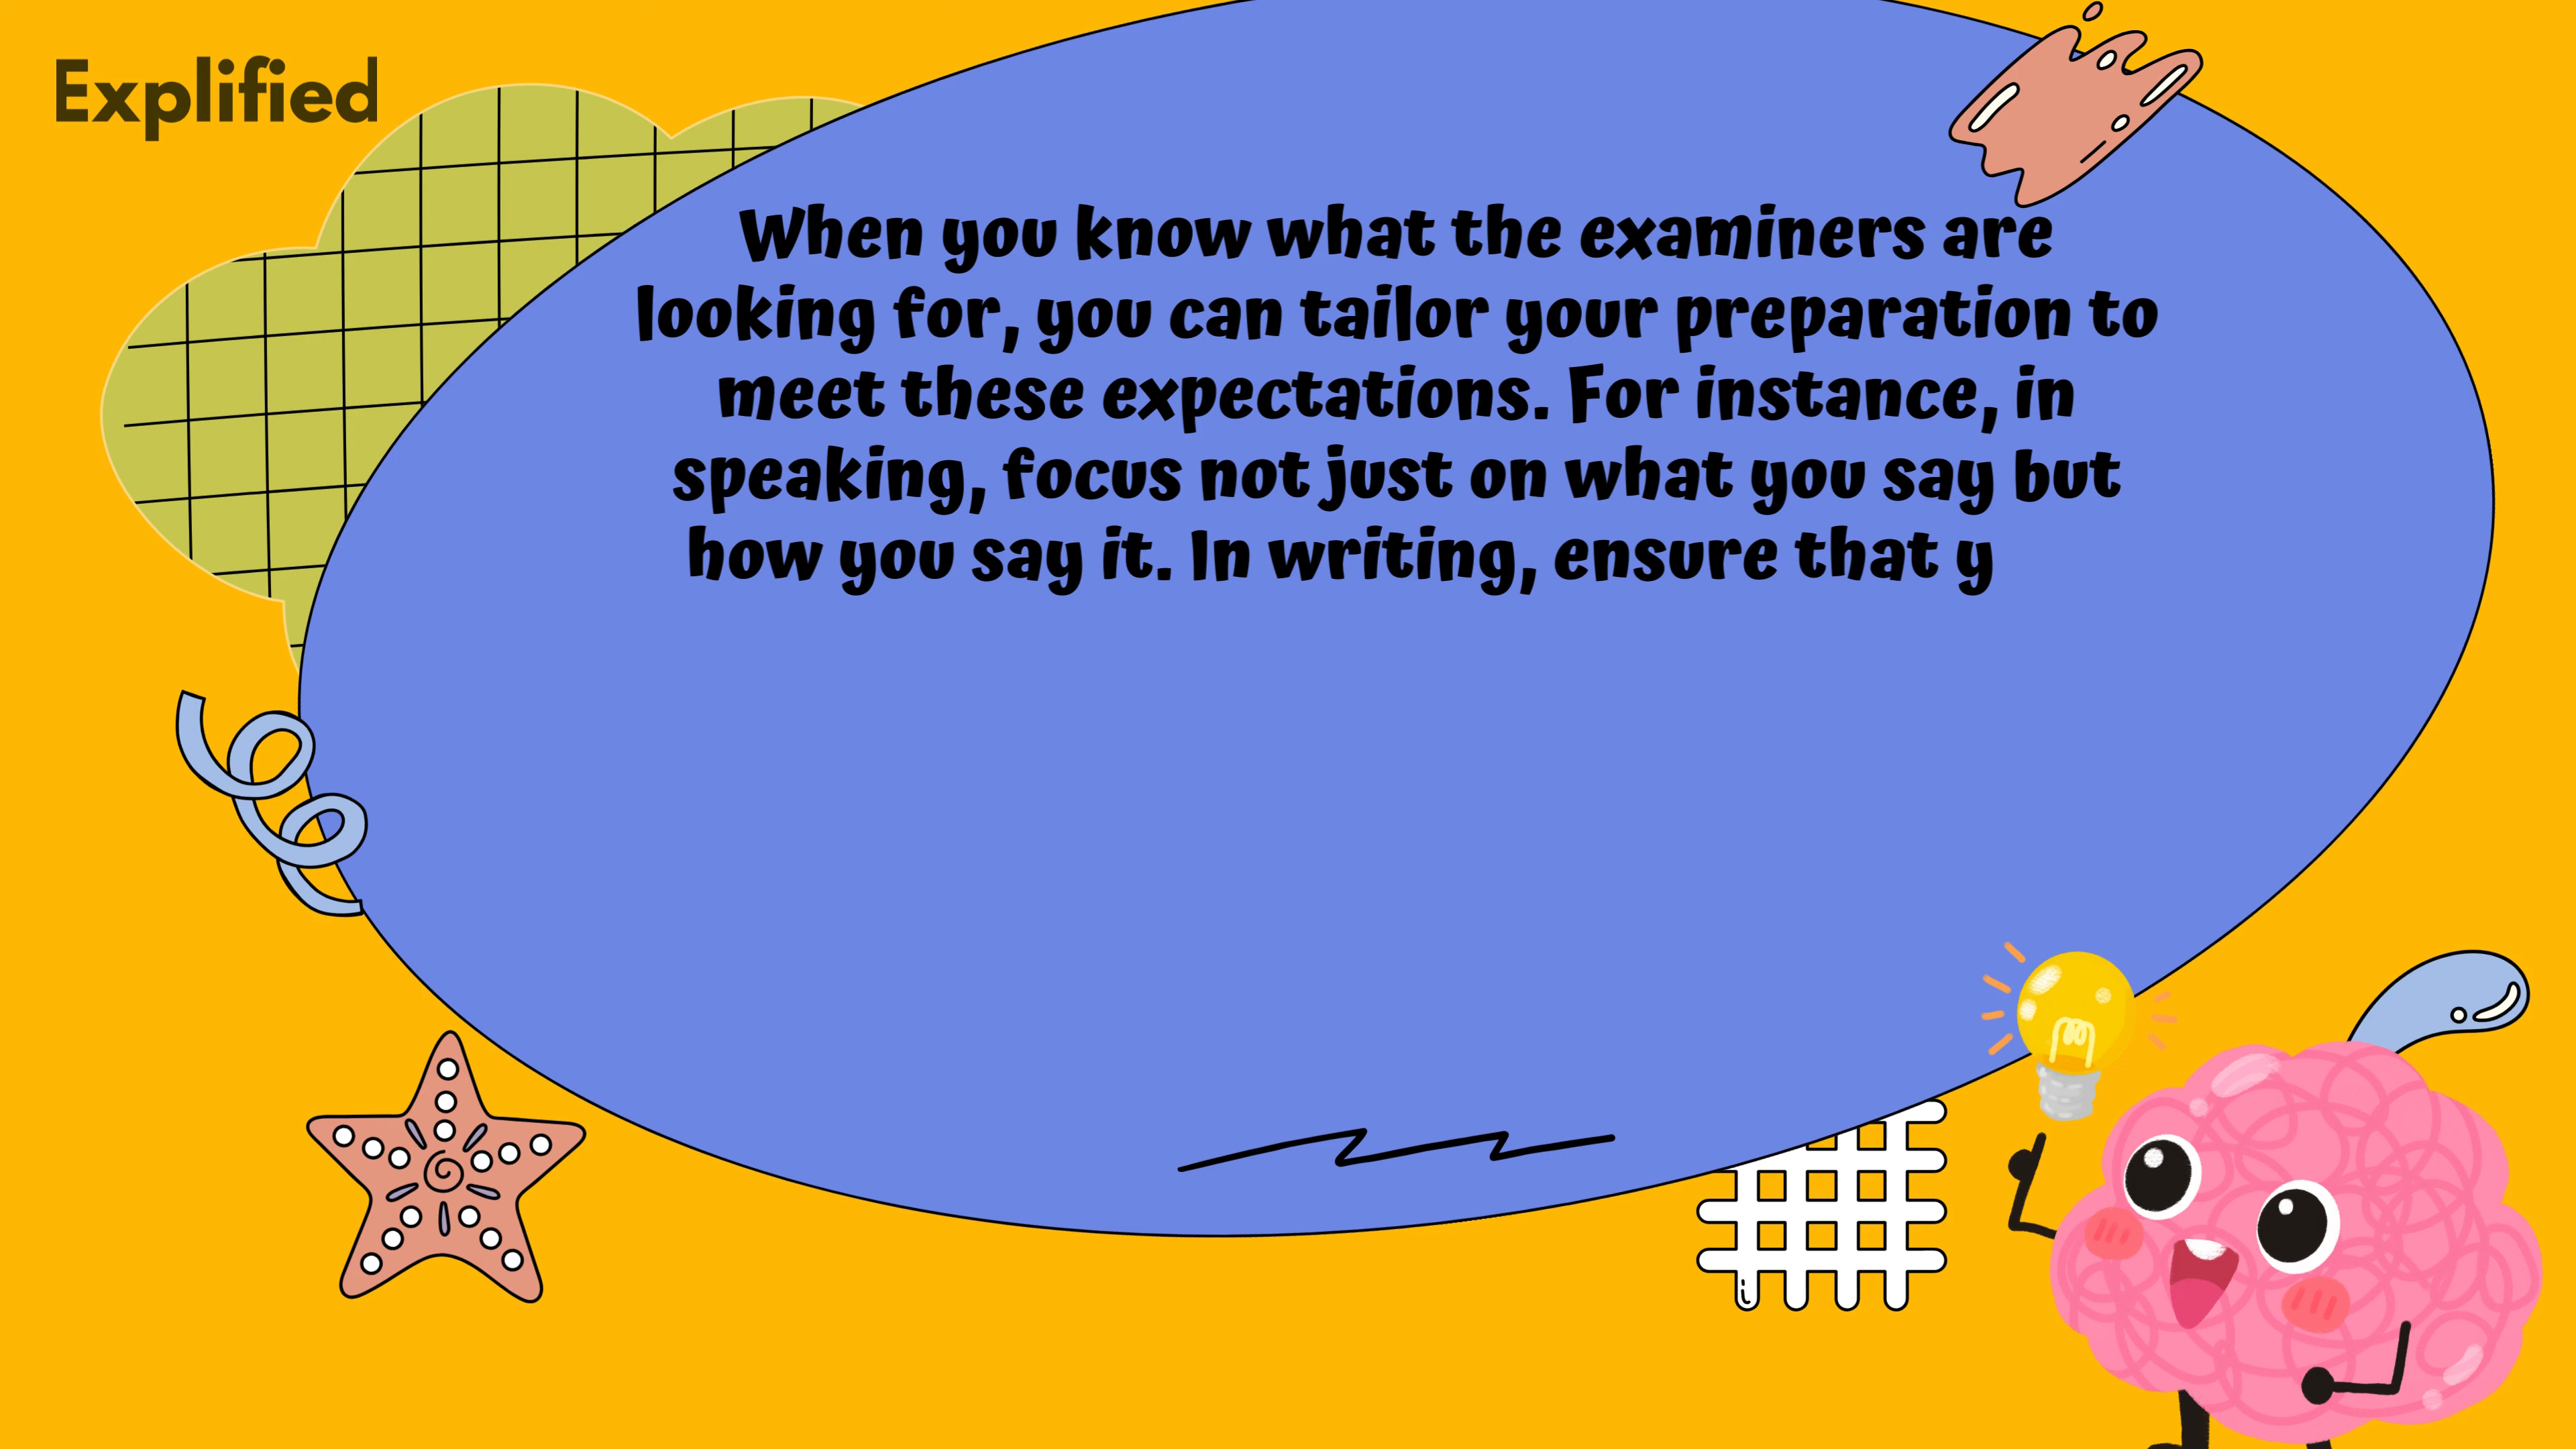 Explified
When you know what the examiners are
looking for, you can tailor your preparation to
meet these expectations. For instance, in
speaking, focus not just on what you say but
how you say it. In writing, ensure that y